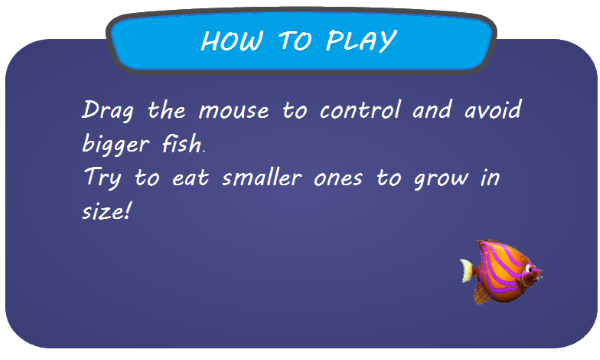 HOW TO PLAY
Drag the mouse to control and avoid
bigger fish.
Try to eat smaller ones to grow in
size!